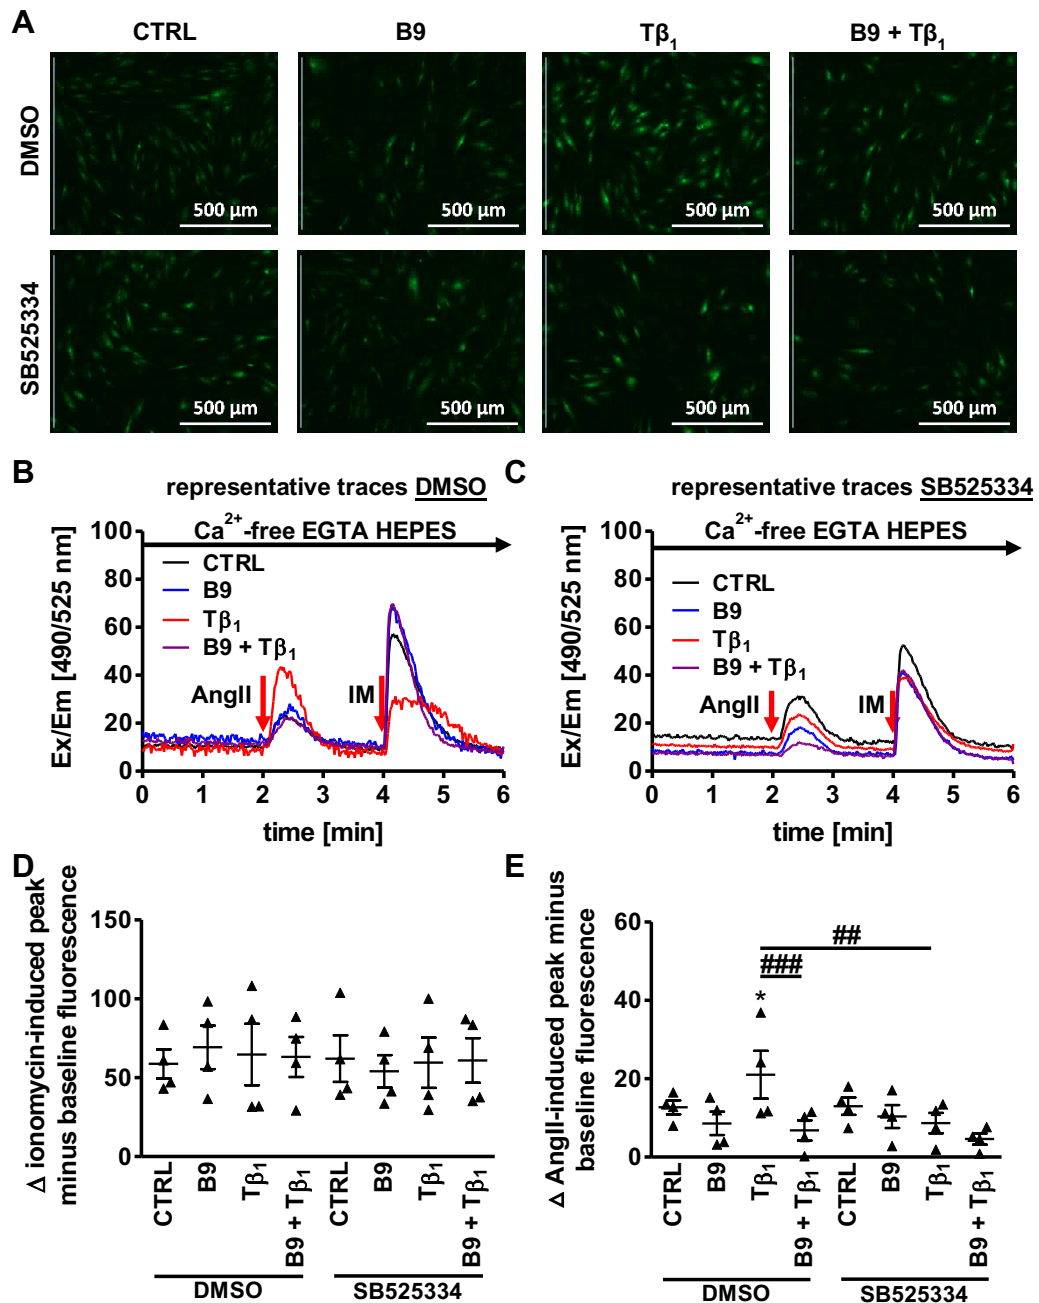 A
CTRL B9 Tβ₁ B9 + Tβ₁
DMSO
500 µm 500 µm 500 µm 500 µm
SB525334
500 µm 500 µm 500 µm 500 µm
B
representative traces DMSO
Ca²⁺-free EGTA HEPES
CTRL
B9
Tβ₁
B9 + Tβ₁
AngII
IM
Ex/Em [490/525 nm]
100
80
60
40
20
0
0 1 2 3 4 5 6
time [min]
C
representative traces SB525334
Ca²⁺-free EGTA HEPES
CTRL
B9
Tβ₁
B9 + Tβ₁
AngII
IM
Ex/Em [490/525 nm]
100
80
60
40
20
0
0 1 2 3 4 5 6
time [min]
D
Δ ionomycin-induced peak
minus baseline fluorescence
150
100
50
0
CTRL B9 Tβ₁ B9 + Tβ₁ CTRL B9 Tβ₁ B9 + Tβ₁
DMSO SB525334
E
Δ AngII-induced peak minus
baseline fluorescence
60
40
20
0
##
###
*
CTRL B9 Tβ₁ B9 + Tβ₁ CTRL B9 Tβ₁ B9 + Tβ₁
DMSO SB525334